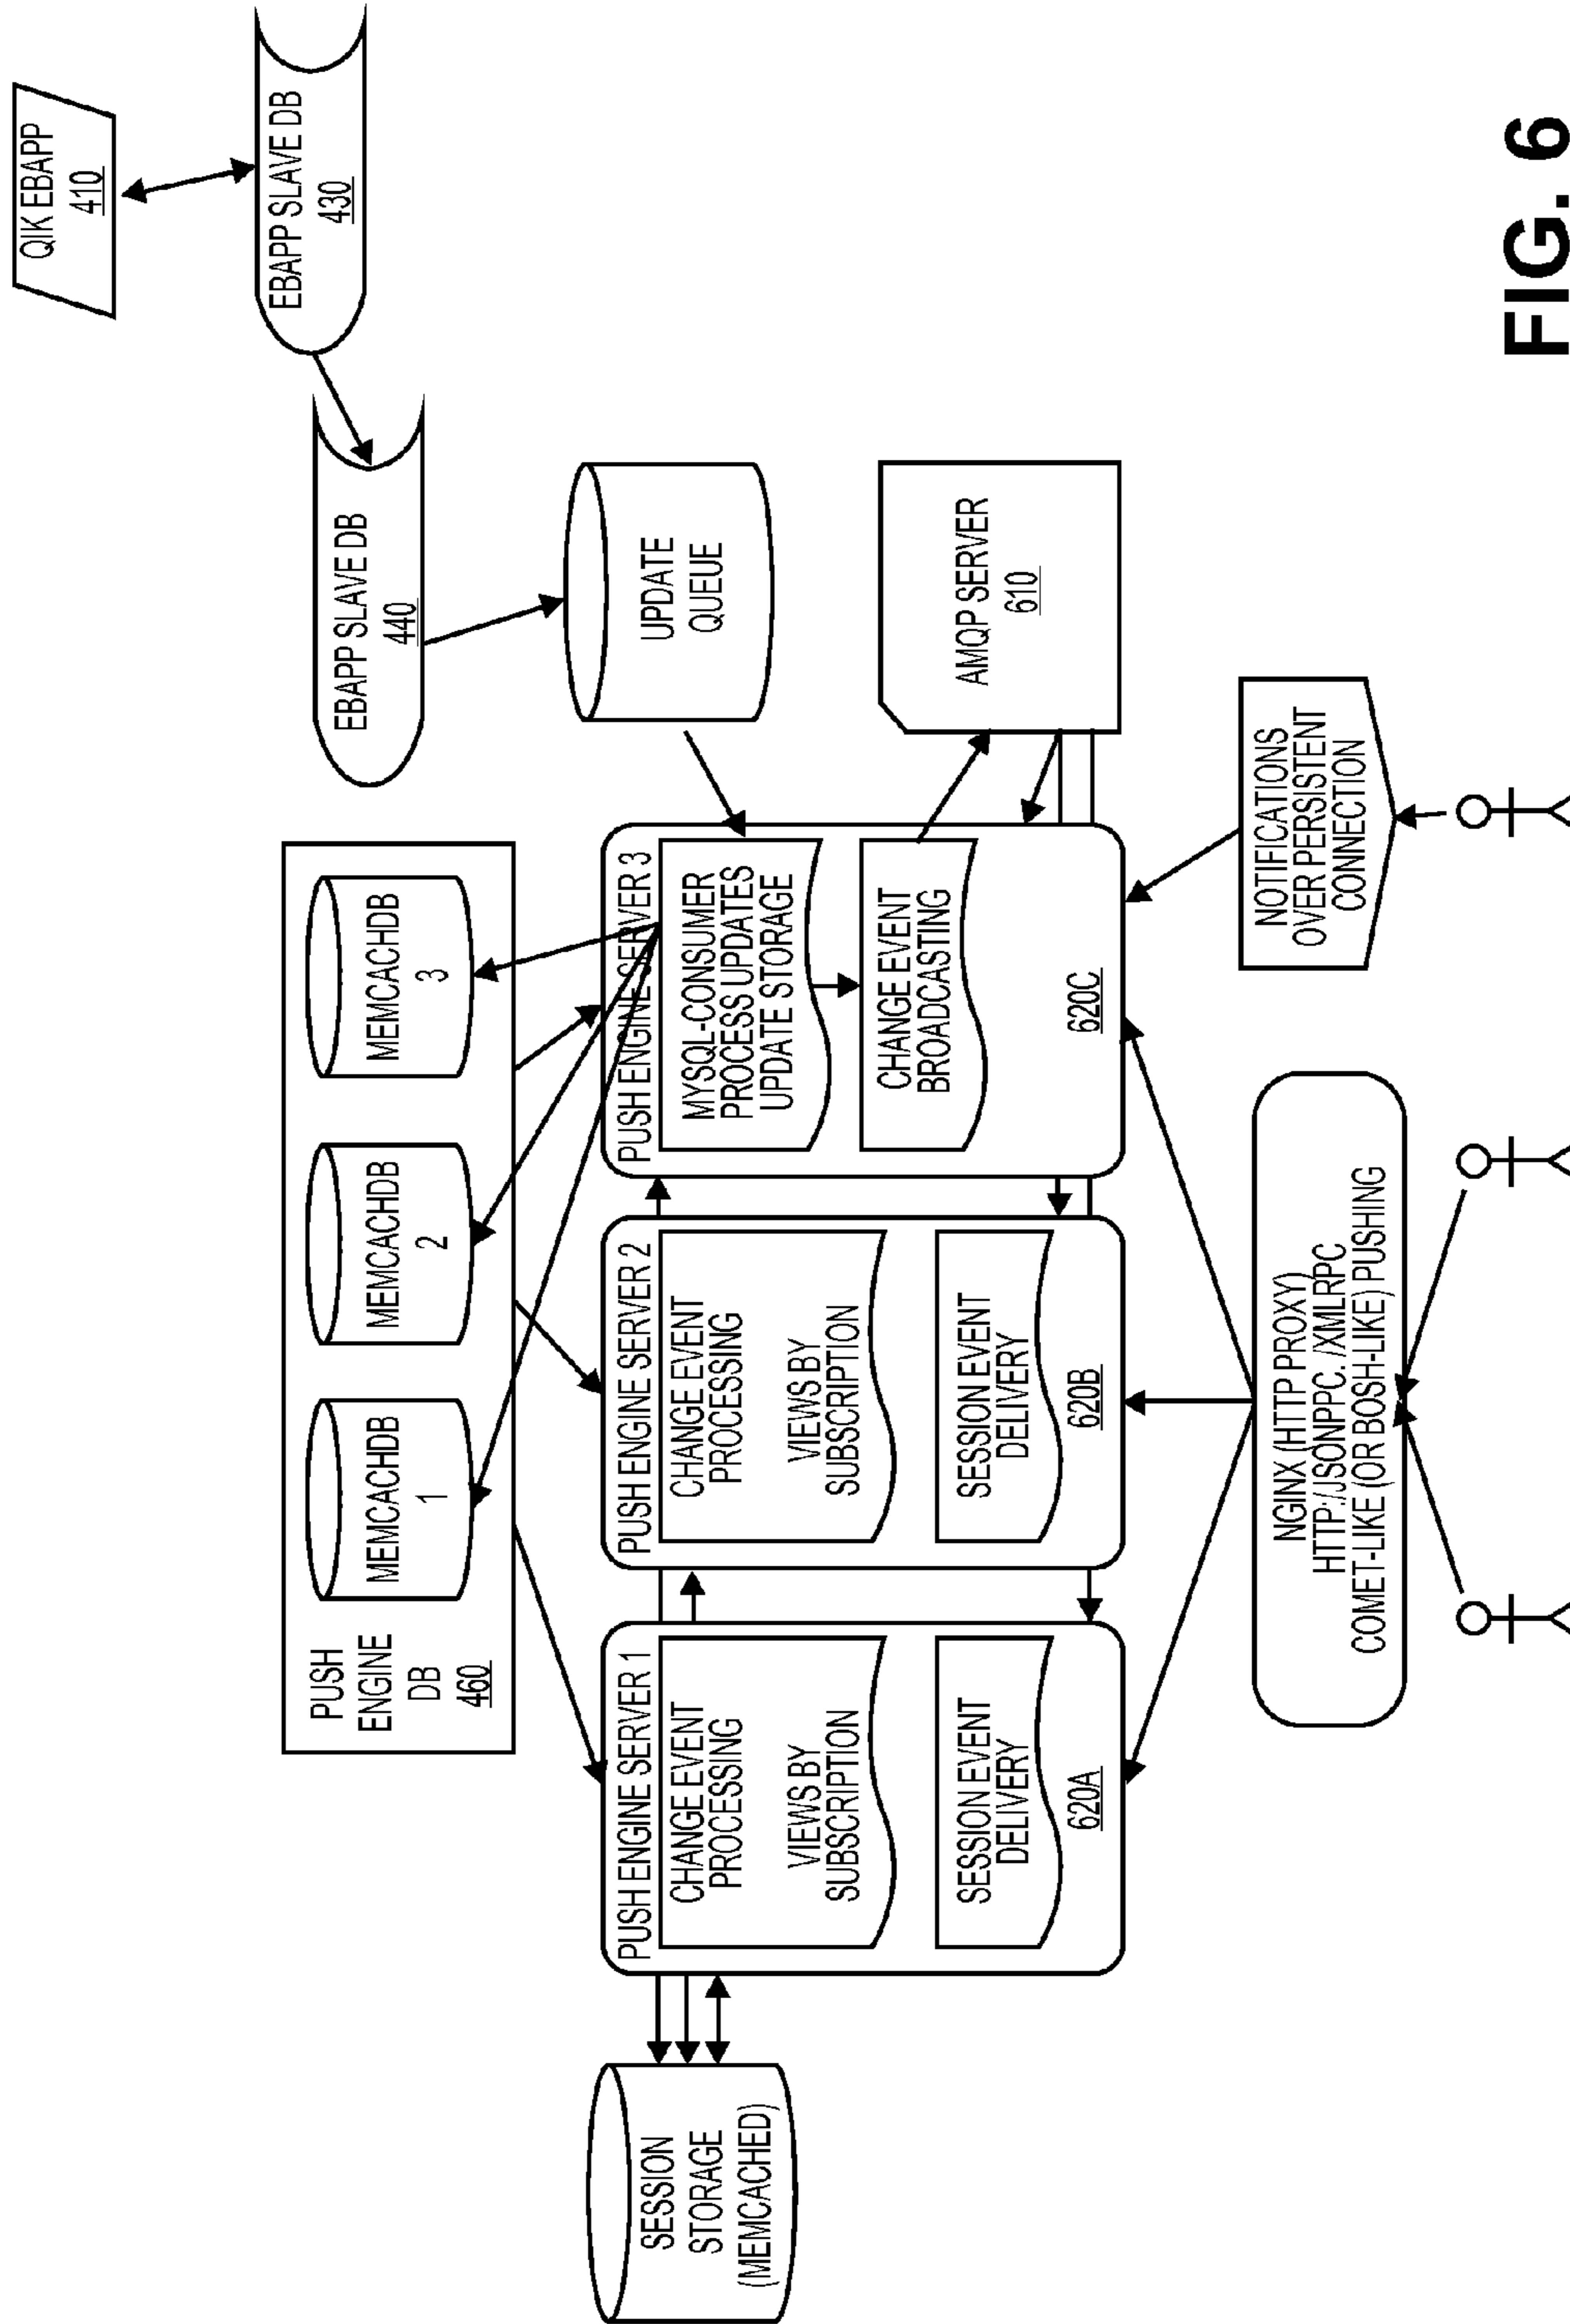 QIK EBAPP
410
EBAPP SLAVE DB
430
EBAPP SLAVE DB
440
UPDATE
QUEUE
AMQP SERVER
610
PUSH
ENGINE
DB
460
MEMCACHDB
1
MEMCACHDB
2
MEMCACHDB
3
SESSION
STORAGE
(MEMCACHED)
PUSH ENGINE SERVER 1
CHANGE EVENT
PROCESSING
VIEWS BY
SUBSCRIPTION
SESSION EVENT
DELIVERY
620A
PUSH ENGINE SERVER 2
CHANGE EVENT
PROCESSING
VIEWS BY
SUBSCRIPTION
SESSION EVENT
DELIVERY
620B
PUSH ENGINE SERVER 3
MYSQL-CONSUMER
PROCESS UPDATES
UPDATE STORAGE
CHANGE EVENT
BROADCASTING
620C
NGINX (HTTP PROXY)
HTTP:/JSONPPC. /XMLRPC
COMET-LIKE (OR BOSH-LIKE) PUSHING
NOTIFICATIONS
OVER PERSISTENT
CONNECTION
FIG. 6